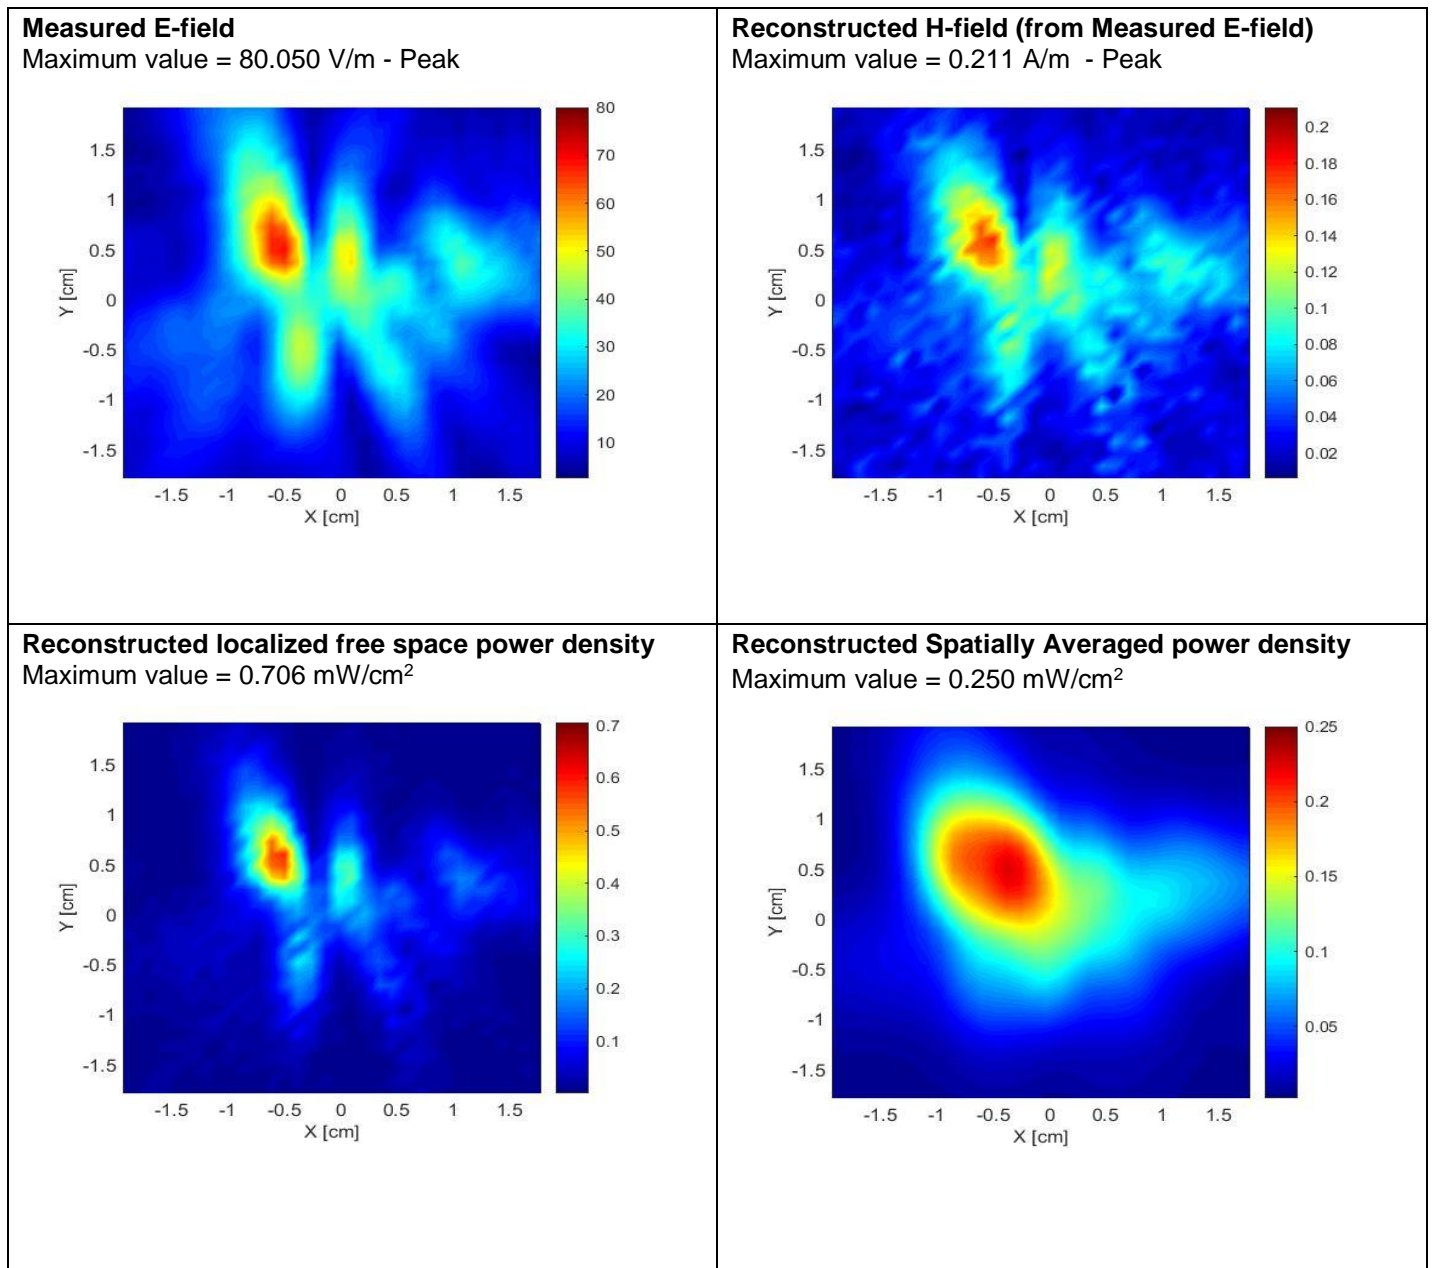 Measured E-field
Maximum value = 80.050 V/m - Peak
80
70
60
50
40
30
20
10
1.5
1
0.5
0
-0.5
-1
-1.5
Y [cm]
-1.5 -1 -0.5 0 0.5 1 1.5
X [cm]
Reconstructed H-field (from Measured E-field)
Maximum value = 0.211 A/m - Peak
0.2
0.18
0.16
0.14
0.12
0.1
0.08
0.06
0.04
0.02
1.5
1
0.5
0
-0.5
-1
-1.5
Y [cm]
-1.5 -1 -0.5 0 0.5 1 1.5
X [cm]
Reconstructed localized free space power density
Maximum value = 0.706 mW/cm²
0.7
0.6
0.5
0.4
0.3
0.2
0.1
1.5
1
0.5
0
-0.5
-1
-1.5
Y [cm]
-1.5 -1 -0.5 0 0.5 1 1.5
X [cm]
Reconstructed Spatially Averaged power density
Maximum value = 0.250 mW/cm²
0.25
0.2
0.15
0.1
0.05
1.5
1
0.5
0
-0.5
-1
-1.5
Y [cm]
-1.5 -1 -0.5 0 0.5 1 1.5
X [cm]